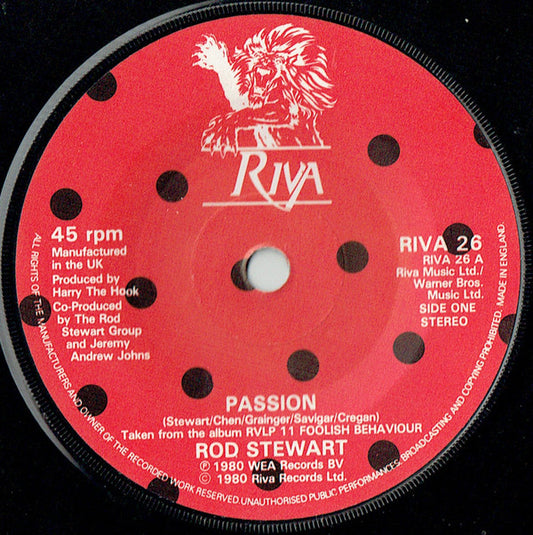 RIVA
45 rpm
Manufactured
in the UK
Produced by
Harry The Hook
Co-Produced
by The Rod
Stewart Group
and Jeremy
Andrew Johns
RIVA 26
RIVA 26 A
Riva Music Ltd./
Warner Bros.
Music Ltd.
SIDE ONE
STEREO
PASSION
(Stewart/Chen/Grainger/Savigar/Cregan)
Taken from the album RVLP 11 FOOLISH BEHAVIOUR
ROD STEWART
℗ 1980 WEA Records BV
© 1980 Riva Records Ltd.
ALL RIGHTS OF THE MANUFACTURERS AND OWNER OF THE RECORDED WORK RESERVED. UNAUTHORISED PUBLIC PERFORMANCES, BROADCASTING AND COPYING PROHIBITED. MADE IN ENGLAND.